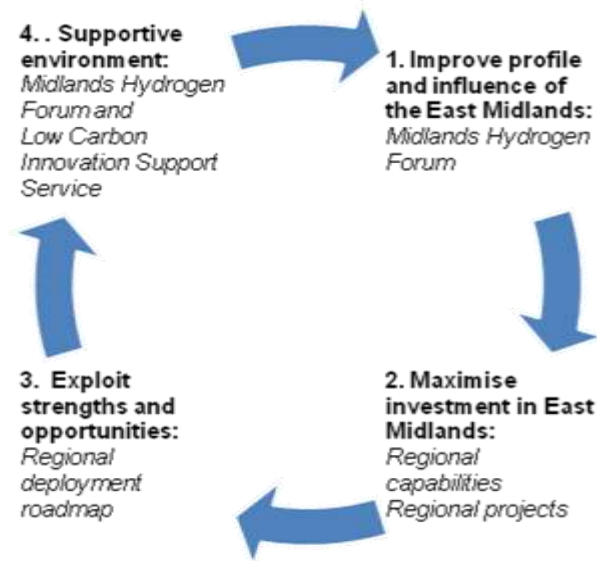 4. . Supportive
environment:
Midlands Hydrogen
Forum and
Low Carbon
Innovation Support
Service
1. Improve profile
and influence of
the East Midlands:
Midlands Hydrogen
Forum
2. Maximise
investment in East
Midlands:
Regional
capabilities
Regional projects
3. Exploit
strengths and
opportunities:
Regional
deployment
roadmap